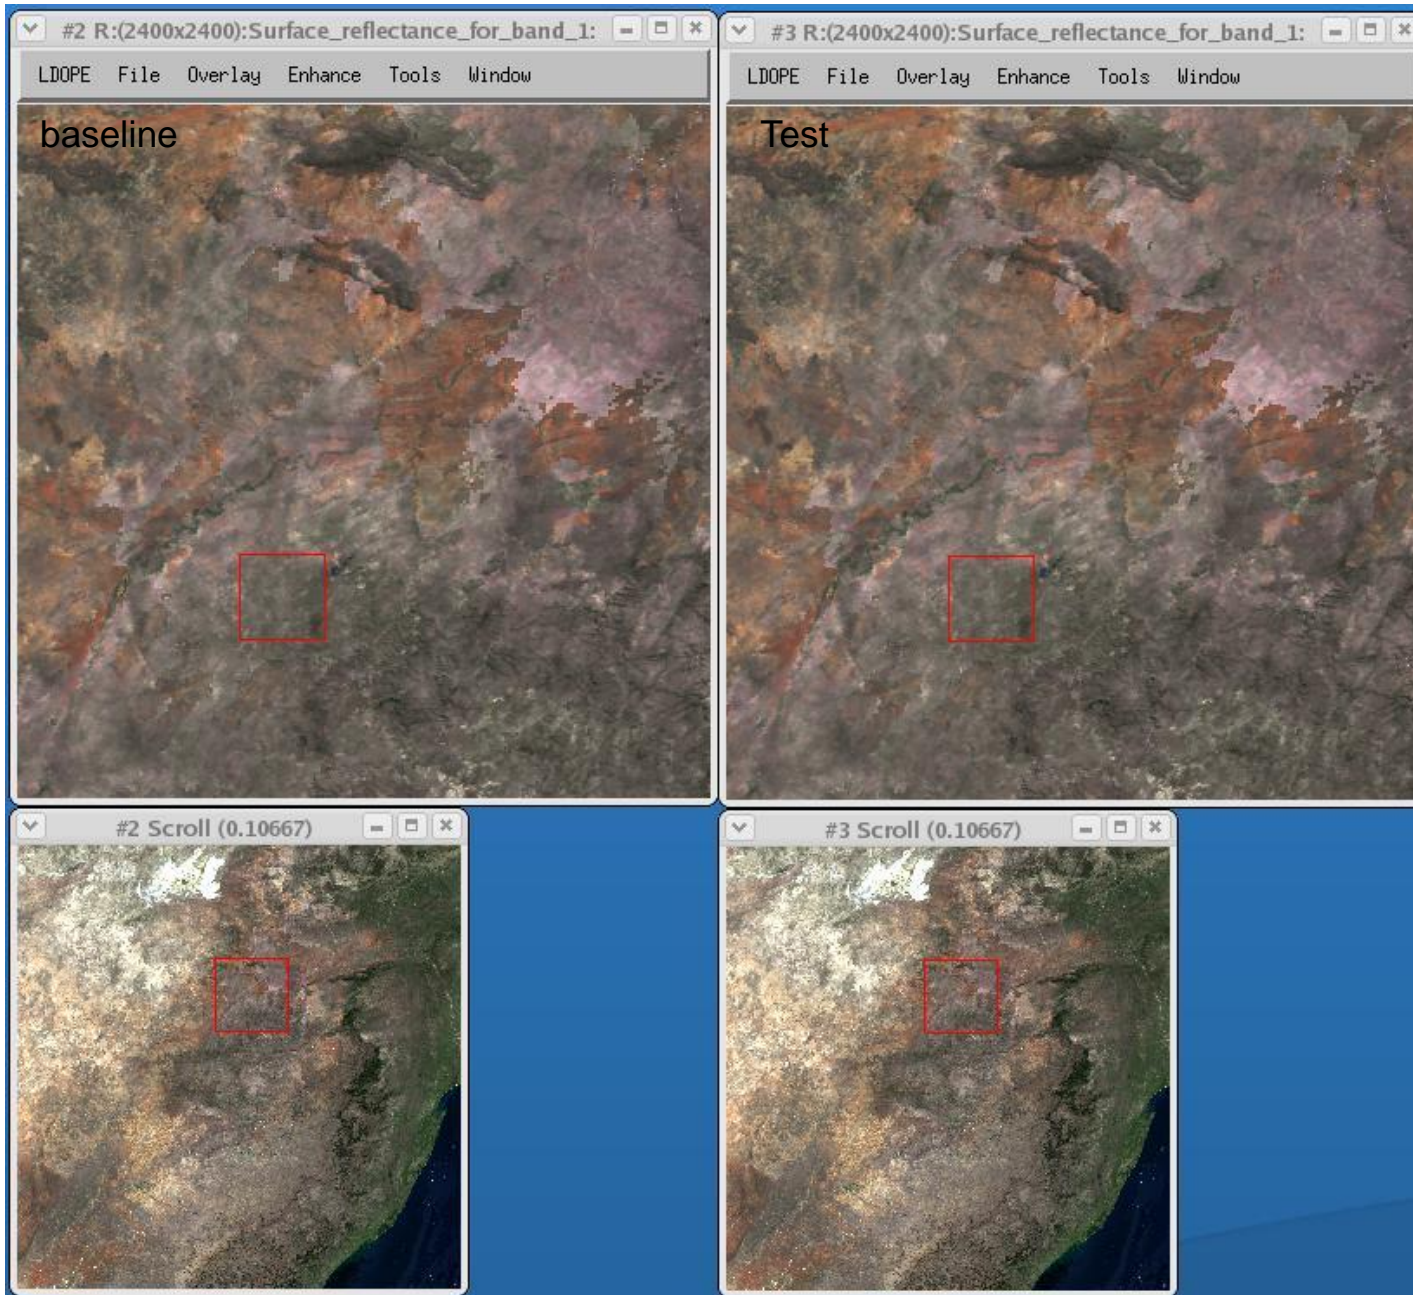 #2 R:(2400x2400):Surface_reflectance_for_band_1:
LDOPE File Overlay Enhance Tools Window
baseline
#3 R:(2400x2400):Surface_reflectance_for_band_1:
LDOPE File Overlay Enhance Tools Window
Test
#2 Scroll (0.10667)
#3 Scroll (0.10667)